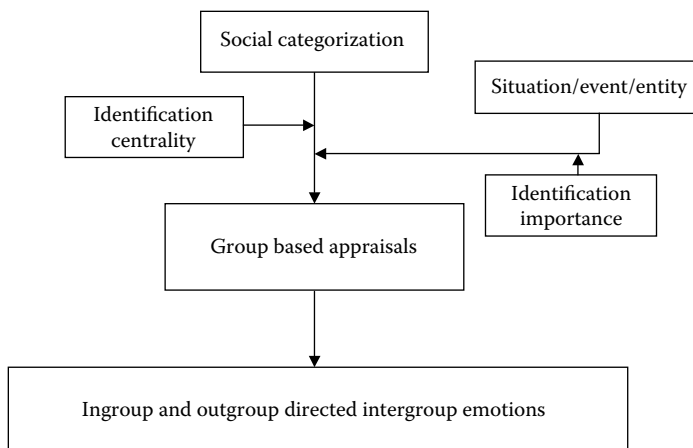 Social categorization
Situation/event/entity
Identification
centrality
Identification
importance
Group based appraisals
Ingroup and outgroup directed intergroup emotions